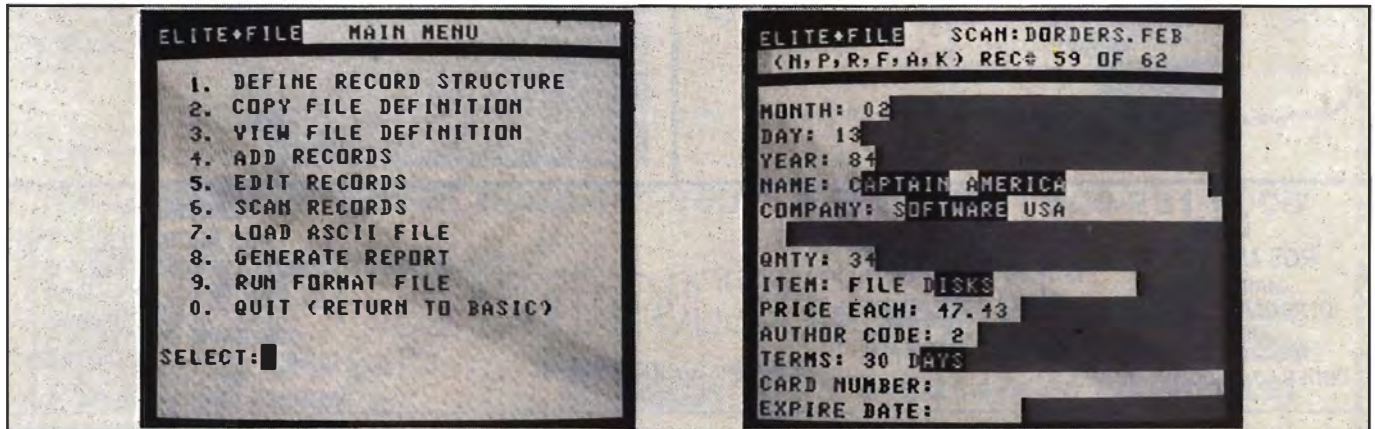 ELITE♦FILE MAIN MENU
1. DEFINE RECORD STRUCTURE
2. COPY FILE DEFINITION
3. VIEW FILE DEFINITION
4. ADD RECORDS
5. EDIT RECORDS
6. SCAN RECORDS
7. LOAD ASCII FILE
8. GENERATE REPORT
9. RUN FORMAT FILE
0. QUIT (RETURN TO BASIC)
SELECT:
ELITE♦FILE SCAN:DORDERS.FEB
(N,P,R,F,A,K) REC# 59 OF 62
MONTH: 02
DAY: 13
YEAR: 84
NAME: CAPTAIN AMERICA
COMPANY: SOFTWARE USA
QNTY: 34
ITEM: FILE DISKS
PRICE EACH: 47.43
AUTHOR CODE: 2
TERMS: 30 DAYS
CARD NUMBER:
EXPIRE DATE: